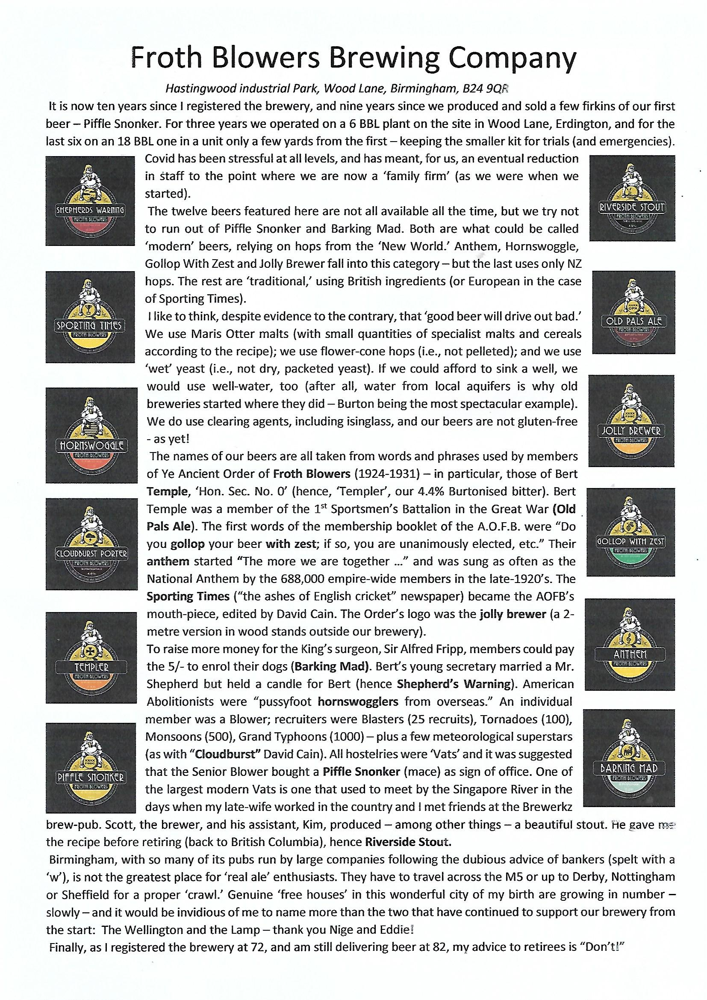 Froth Blowers Brewing Company
Hastingwood industrial Park, Wood Lane, Birmingham, B24 9QR
It is now ten years since I registered the brewery, and nine years since we produced and sold a few firkins of our first
beer – Piffle Snonker. For three years we operated on a 6 BBL plant on the site in Wood Lane, Erdington, and for the
last six on an 18 BBL one in a unit only a few yards from the first – keeping the smaller kit for trials (and emergencies).
Covid has been stressful at all levels, and has meant, for us, an eventual reduction
in staff to the point where we are now a ‘family firm’ (as we were when we
started).
The twelve beers featured here are not all available all the time, but we try not
to run out of Piffle Snonker and Barking Mad. Both are what could be called
‘modern’ beers, relying on hops from the ‘New World.’ Anthem, Hornswoggle,
Gollop With Zest and Jolly Brewer fall into this category – but the last uses only NZ
hops. The rest are ‘traditional,’ using British ingredients (or European in the case
of Sporting Times).
I like to think, despite evidence to the contrary, that ‘good beer will drive out bad.’
We use Maris Otter malts (with small quantities of specialist malts and cereals
according to the recipe); we use flower-cone hops (i.e., not pelleted); and we use
‘wet’ yeast (i.e., not dry, packeted yeast). If we could afford to sink a well, we
would use well-water, too (after all, water from local aquifers is why old
breweries started where they did – Burton being the most spectacular example).
We do use clearing agents, including isinglass, and our beers are not gluten-free
- as yet!
The names of our beers are all taken from words and phrases used by members
of Ye Ancient Order of Froth Blowers (1924-1931) – in particular, those of Bert
Temple, ‘Hon. Sec. No. 0’ (hence, ‘Templer’, our 4.4% Burtonised bitter). Bert
Temple was a member of the 1st Sportsmen’s Battalion in the Great War (Old
Pals Ale). The first words of the membership booklet of the A.O.F.B. were “Do
you gollop your beer with zest; if so, you are unanimously elected, etc.” Their
anthem started “The more we are together ...” and was sung as often as the
National Anthem by the 688,000 empire-wide members in the late-1920’s. The
Sporting Times (“the ashes of English cricket” newspaper) became the AOFB’s
mouth-piece, edited by David Cain. The Order’s logo was the jolly brewer (a 2-
metre version in wood stands outside our brewery).
To raise more money for the King’s surgeon, Sir Alfred Fripp, members could pay
the 5/- to enrol their dogs (Barking Mad). Bert’s young secretary married a Mr.
Shepherd but held a candle for Bert (hence Shepherd’s Warning). American
Abolitionists were “pussyfoot hornswogglers from overseas.” An individual
member was a Blower; recruiters were Blasters (25 recruits), Tornadoes (100),
Monsoons (500), Grand Typhoons (1000) – plus a few meteorological superstars
(as with “Cloudburst” David Cain). All hostelries were ‘Vats’ and it was suggested
that the Senior Blower bought a Piffle Snonker (mace) as sign of office. One of
the largest modern Vats is one that used to meet by the Singapore River in the
days when my late-wife worked in the country and I met friends at the Brewerkz
brew-pub. Scott, the brewer, and his assistant, Kim, produced – among other things – a beautiful stout. He gave me
the recipe before retiring (back to British Columbia), hence Riverside Stout.
Birmingham, with so many of its pubs run by large companies following the dubious advice of bankers (spelt with a
‘w’), is not the greatest place for ‘real ale’ enthusiasts. They have to travel across the M5 or up to Derby, Nottingham
or Sheffield for a proper ‘crawl.’ Genuine ‘free houses’ in this wonderful city of my birth are growing in number –
slowly – and it would be invidious of me to name more than the two that have continued to support our brewery from
the start: The Wellington and the Lamp – thank you Nige and Eddie!
Finally, as I registered the brewery at 72, and am still delivering beer at 82, my advice to retirees is “Don’t!”
SHEPHERDS WARNING
FROTH BLOWERS
SPORTING TIMES
FROTH BLOWERS
HORNSWOGGLE
FROTH BLOWERS
CLOUDBURST PORTER
FROTH BLOWERS
BIRMINGHAM
TEMPLER
FROTH BLOWERS
XXXX
FBBC
PIFFLE SNONKER
FROTH BLOWERS
RIVERSIDE STOUT
FROTH BLOWERS
XXXX
OPA
OLD PALS ALE
FROTH BLOWERS
XXXX
FBBC
JOLLY BREWER
FROTH BLOWERS
GOLLOP WITH ZEST
FROTH BLOWERS
ANTHEM
FROTH BLOWERS
BARKING MAD
FROTH BLOWERS